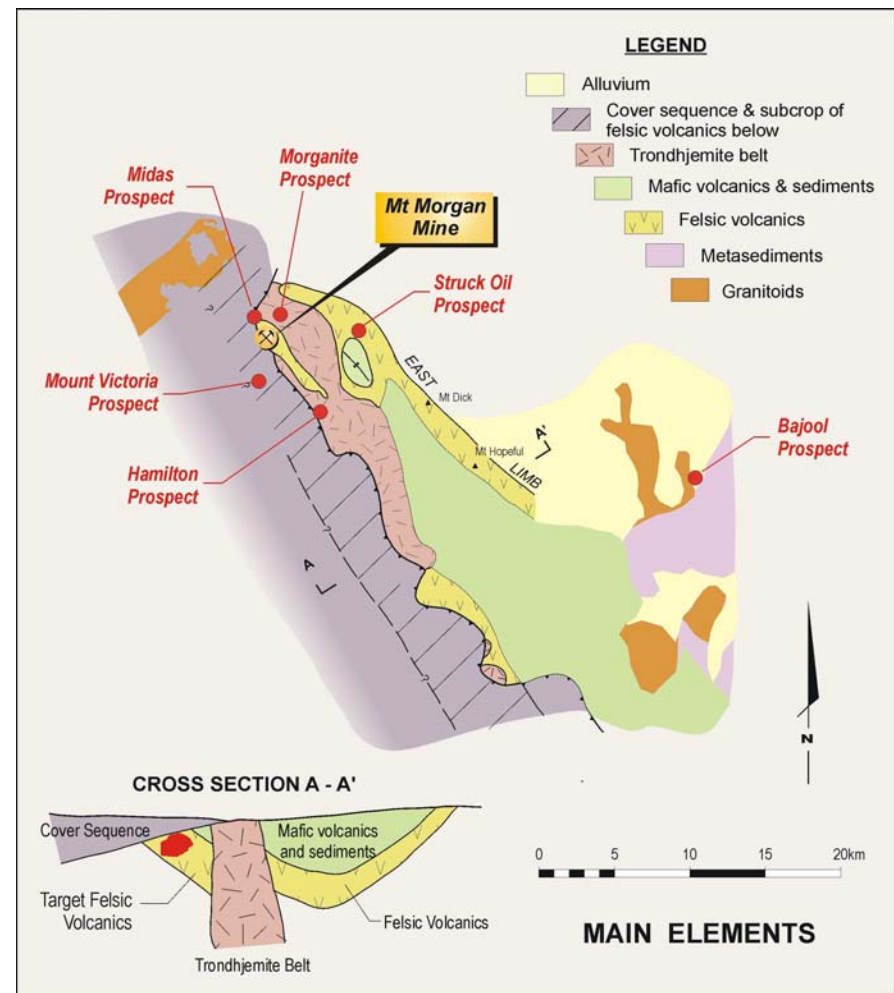 LEGEND
Alluvium
Cover sequence & subcrop of
felsic volcanics below
Trondhjemite belt
Mafic volcanics & sediments
Felsic volcanics
Metasediments
Granitoids
Midas
Prospect
Morganite
Prospect
Mt Morgan
Mine
Struck Oil
Prospect
?
EAST
Mt Dick
Mount Victoria
Prospect
?
A'
Mt Hopeful
LIMB
Bajool
Prospect
Hamilton
Prospect
?
A
?
N
CROSS SECTION A - A'
Cover Sequence
Mafic volcanics
and sediments
Target Felsic
Volcanics
Felsic Volcanics
Trondhjemite Belt
0 5 10 15 20km
MAIN ELEMENTS